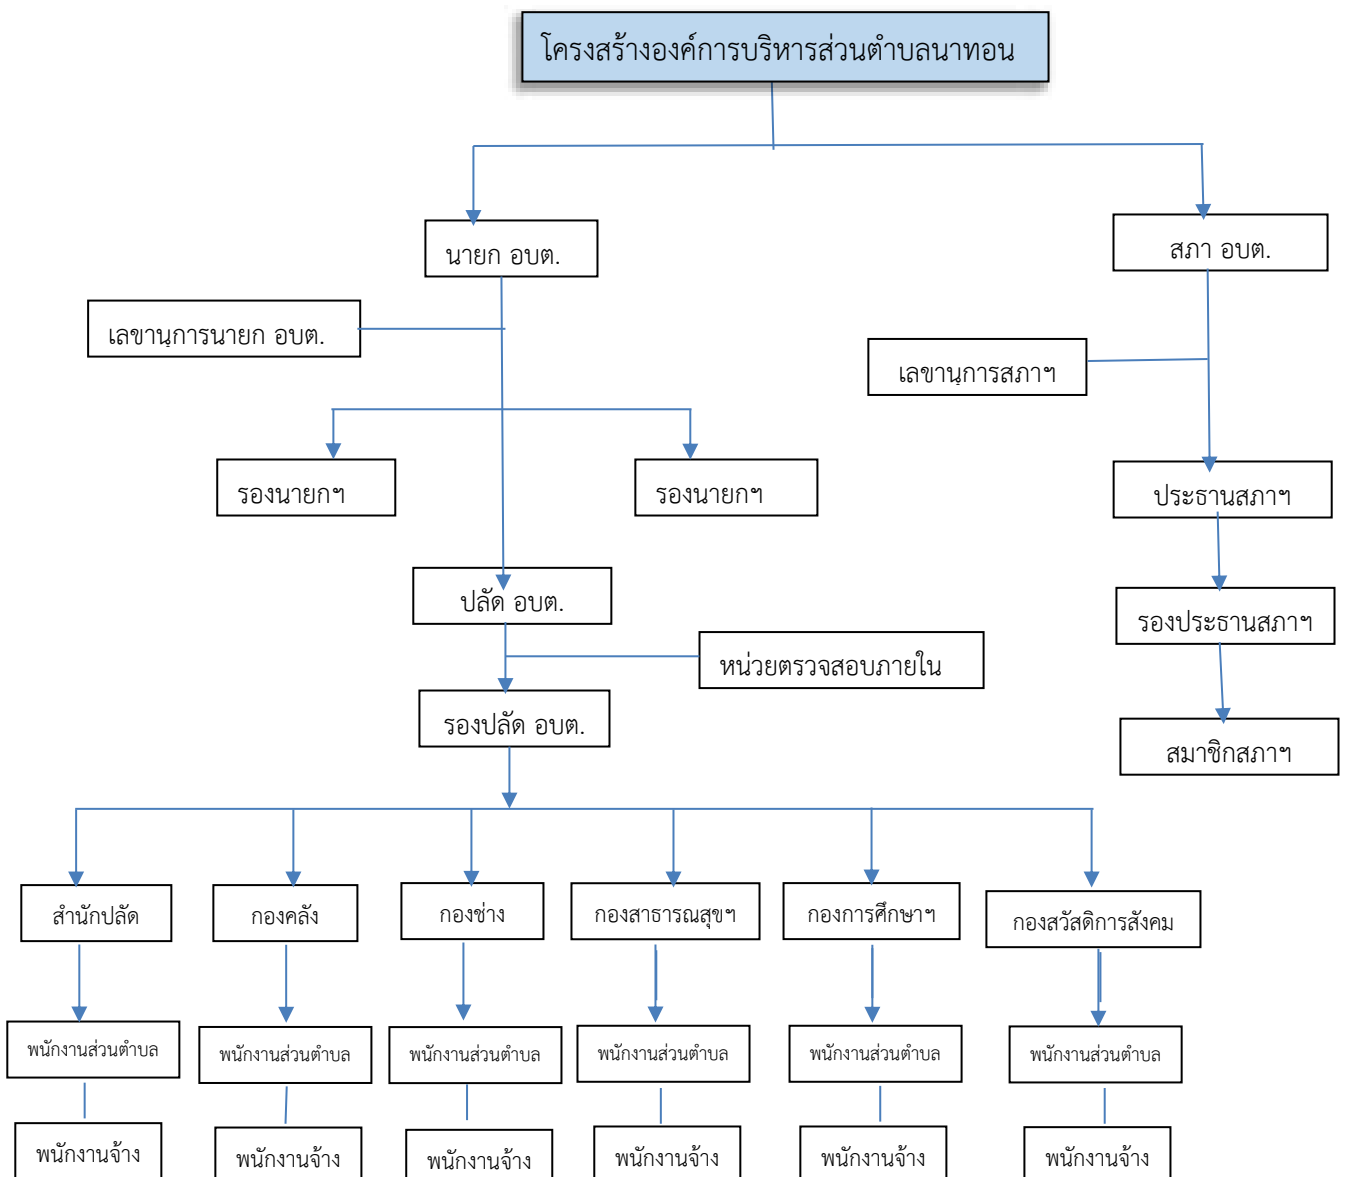 โครงสร้างองค์การบริหารส่วนตำบลนาทอน
นายก อบต.
สภา อบต.
เลขานุการนายก อบต.
เลขานุการสภาฯ
รองนายกฯ
รองนายกฯ
ประธานสภาฯ
ปลัด อบต.
รองประธานสภาฯ
หน่วยตรวจสอบภายใน
รองปลัด อบต.
สมาชิกสภาฯ
สำนักปลัด
กองคลัง
กองช่าง
กองสาธารณสุขฯ
กองการศึกษาฯ
กองสวัสดิการสังคม
พนักงานส่วนตำบล
พนักงานส่วนตำบล
พนักงานส่วนตำบล
พนักงานส่วนตำบล
พนักงานส่วนตำบล
พนักงานส่วนตำบล
พนักงานจ้าง
พนักงานจ้าง
พนักงานจ้าง
พนักงานจ้าง
พนักงานจ้าง
พนักงานจ้าง